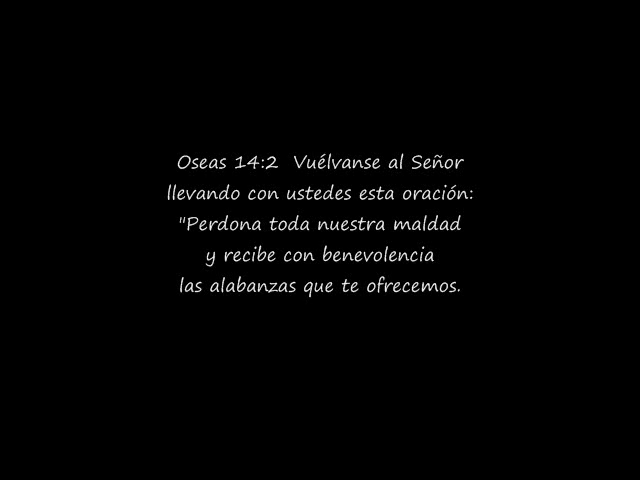 Oseas 14:2  Vuélvanse al Señor
llevando con ustedes esta oración:
"Perdona toda nuestra maldad
y recibe con benevolencia
las alabanzas que te ofrecemos.